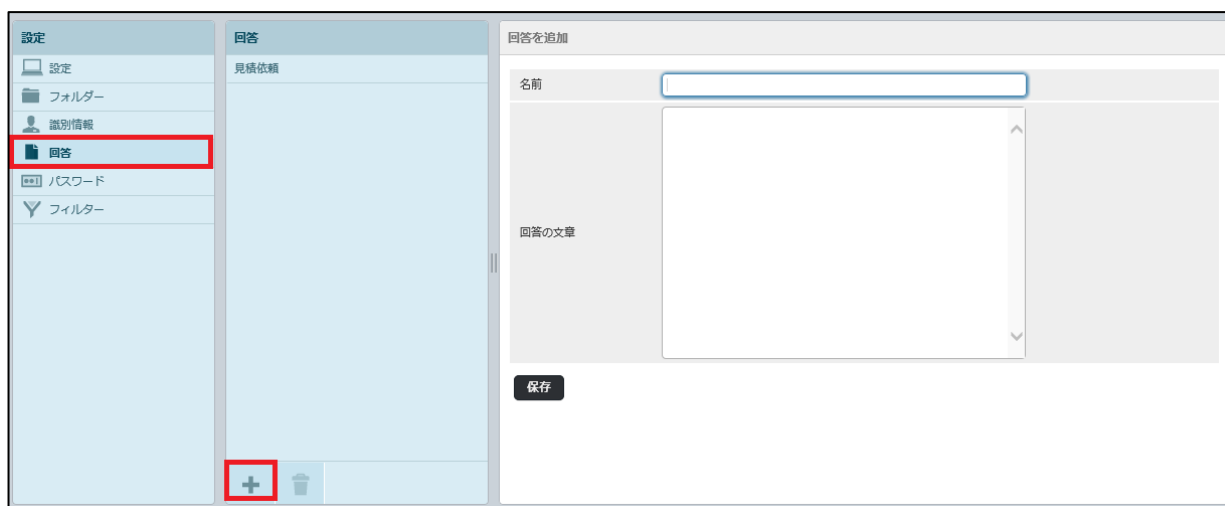 設定
設定
フォルダー
識別情報
回答
パスワード
フィルター
回答
見積依頼
回答を追加
名前
回答の文章
保存